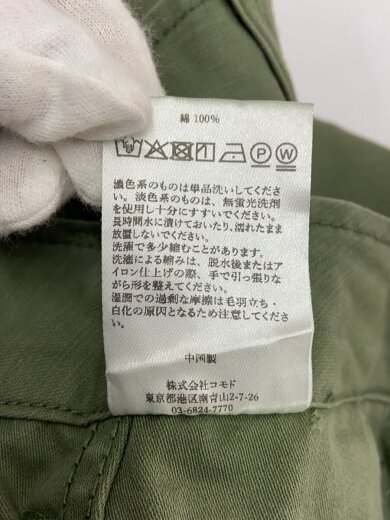 綿 100%
濃色系のものは単品洗いしてくださ
い。淡色系のものは、無蛍光洗剤
を使用し十分にすすいでください。
長時間水に漬けておいたり、濡れたまま
放置しないでください。
洗濯で多少縮むことがあります。
洗濯による縮みは、脱水後またはア
イロン仕上げの際、手で引っ張りな
がら形を整えてください。
湿潤での過剰な摩擦は毛羽立ち・
白化の原因となるため注意してくださ
い。
中国製
株式会社コモド
東京都港区南青山2-7-26
03-6824-7770